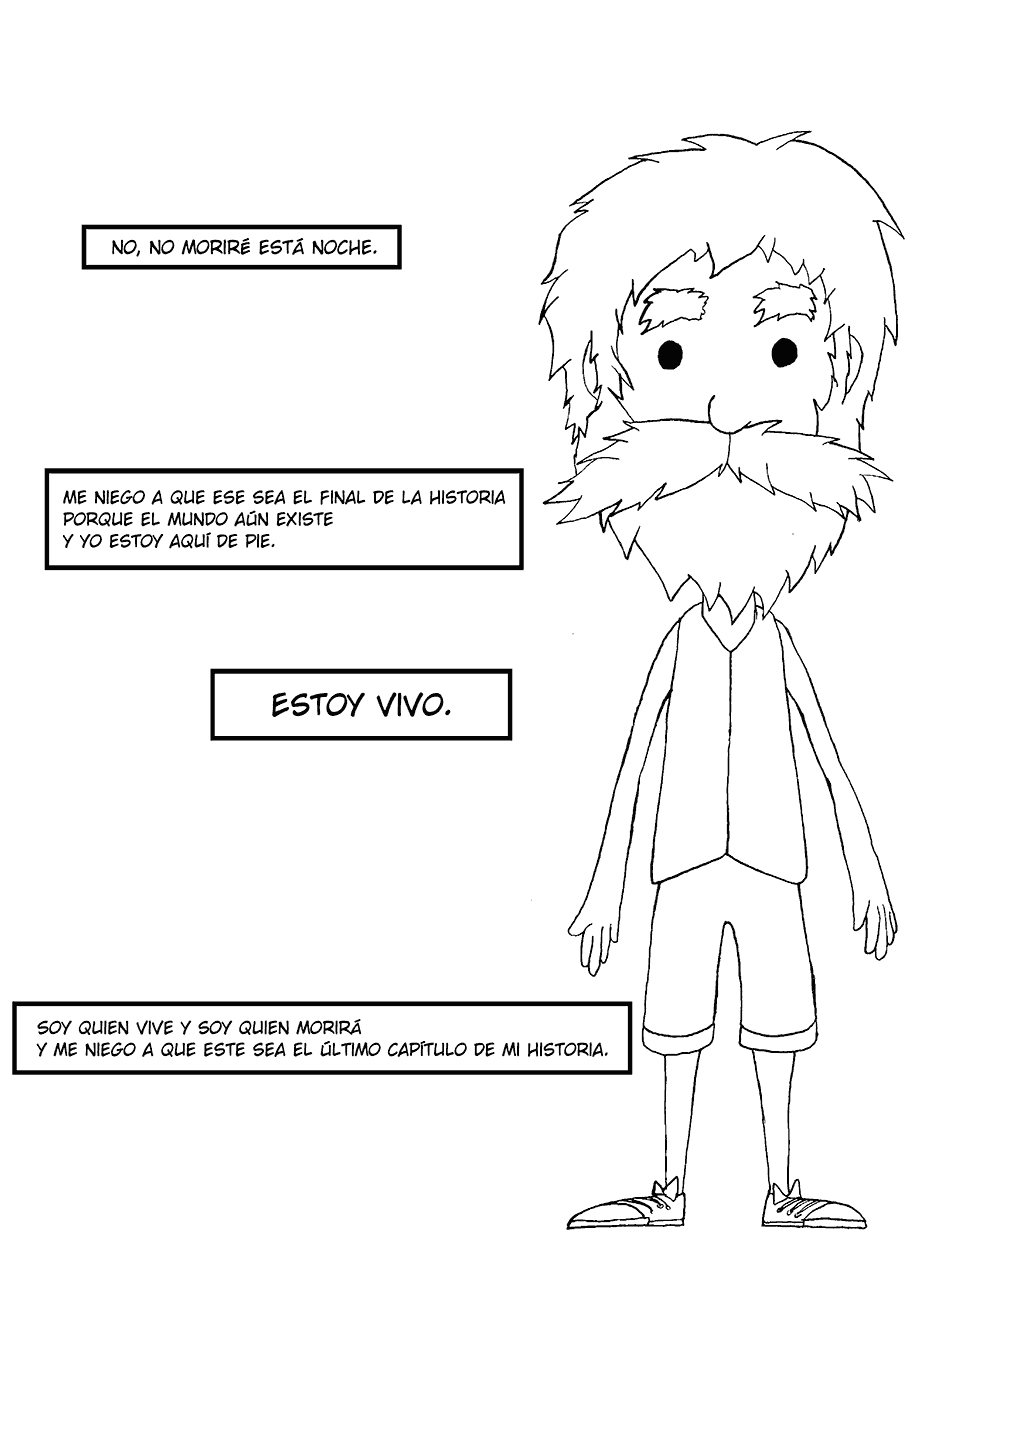 NO, NO MORIRÉ ESTÁ NOCHE.
ME NIEGO A QUE ESE SEA EL FINAL DE LA HISTORIA
PORQUE EL MUNDO AÚN EXISTE
Y YO ESTOY AQUÍ DE PIE.
ESTOY VIVO.
SOY QUIEN VIVE Y SOY QUIEN MORIRÁ
Y ME NIEGO A QUE ESTE SEA EL ÚLTIMO CAPÍTULO DE MI HISTORIA.